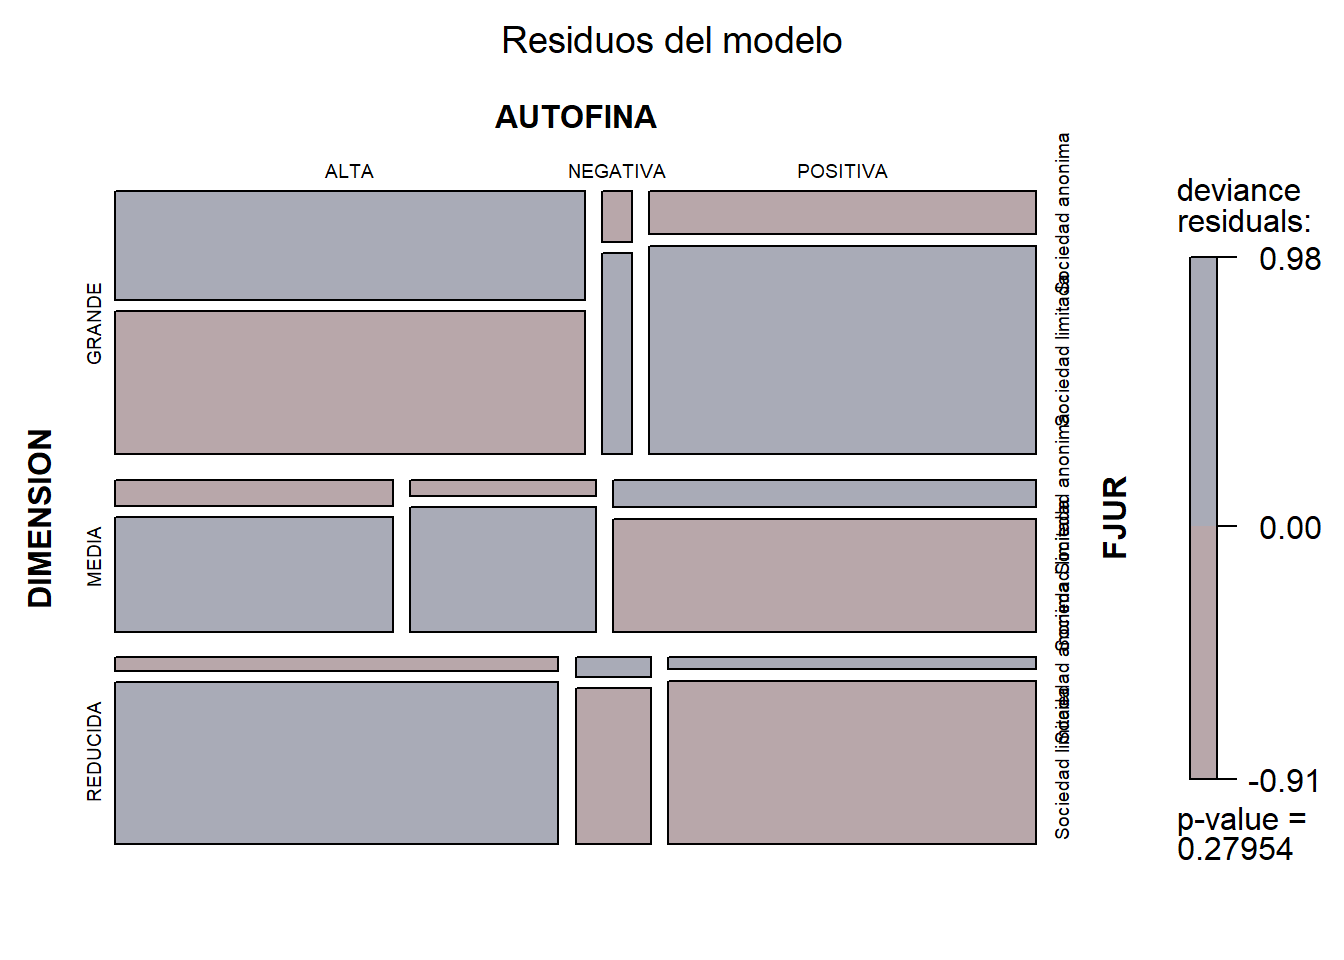 Residuos del modelo
AUTOFINA
ALTA NEGATIVA POSITIVA
DIMENSION
GRANDE
MEDIA
REDUCIDA
Sociedad anonima
Sociedad limitada
Sociedad anonima
Sociedad limitada
Sociedad anonima
Sociedad limitada
FJUR
deviance
residuals:
0.98
0.00
-0.91
p-value =
0.27954